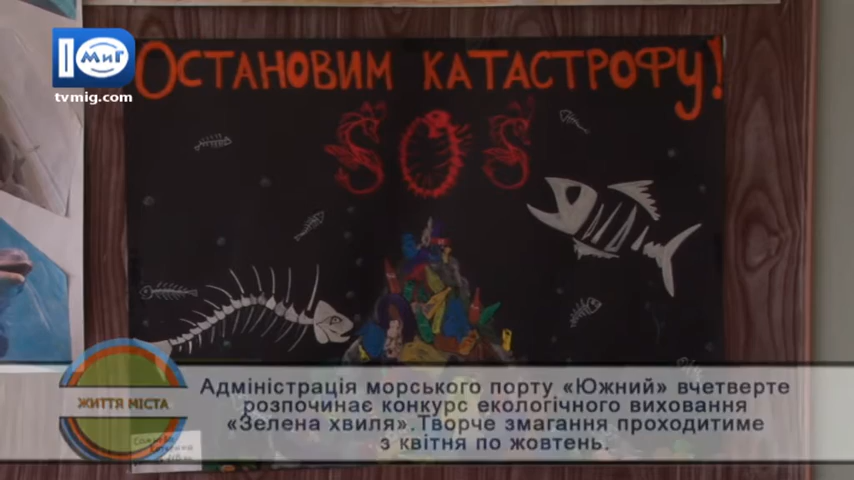 Ю МиГ
tvmig.com
ОСТАНОВИМ КАТАСТРОФУ!
SOS
ЖИТТЯ МІСТА
Адміністрація морського порту «Южний» вчетверте
розпочинає конкурс екологічного виховання
«Зелена хвиля».Творче змагання проходитиме
з квітня по жовтень.